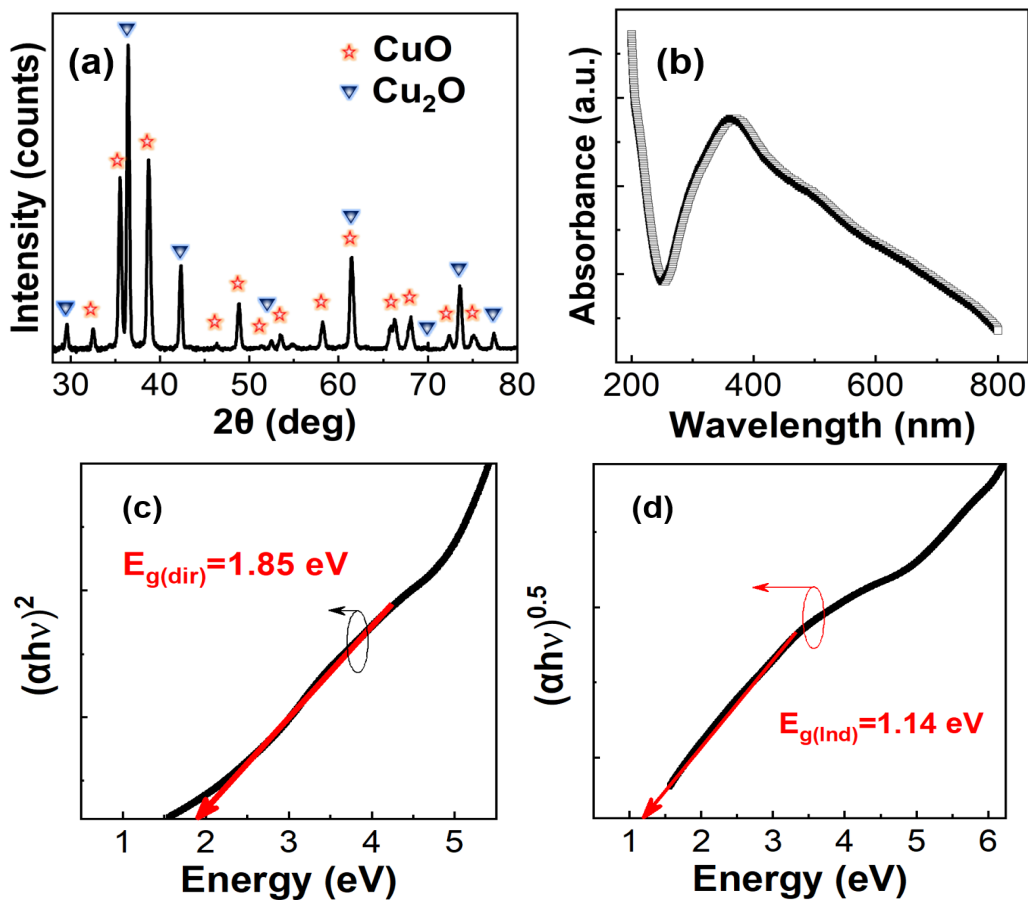 (a)
CuO
Cu₂O
Intensity (counts)
30 40 50 60 70 80
2θ (deg)
(b)
Absorbance (a.u.)
200 400 600 800
Wavelength (nm)
(c)
E_g(dir)=1.85 eV
(αhν)²
1 2 3 4 5
Energy (eV)
(d)
E_g(Ind)=1.14 eV
(αhν)^0.5
1 2 3 4 5 6
Energy (eV)